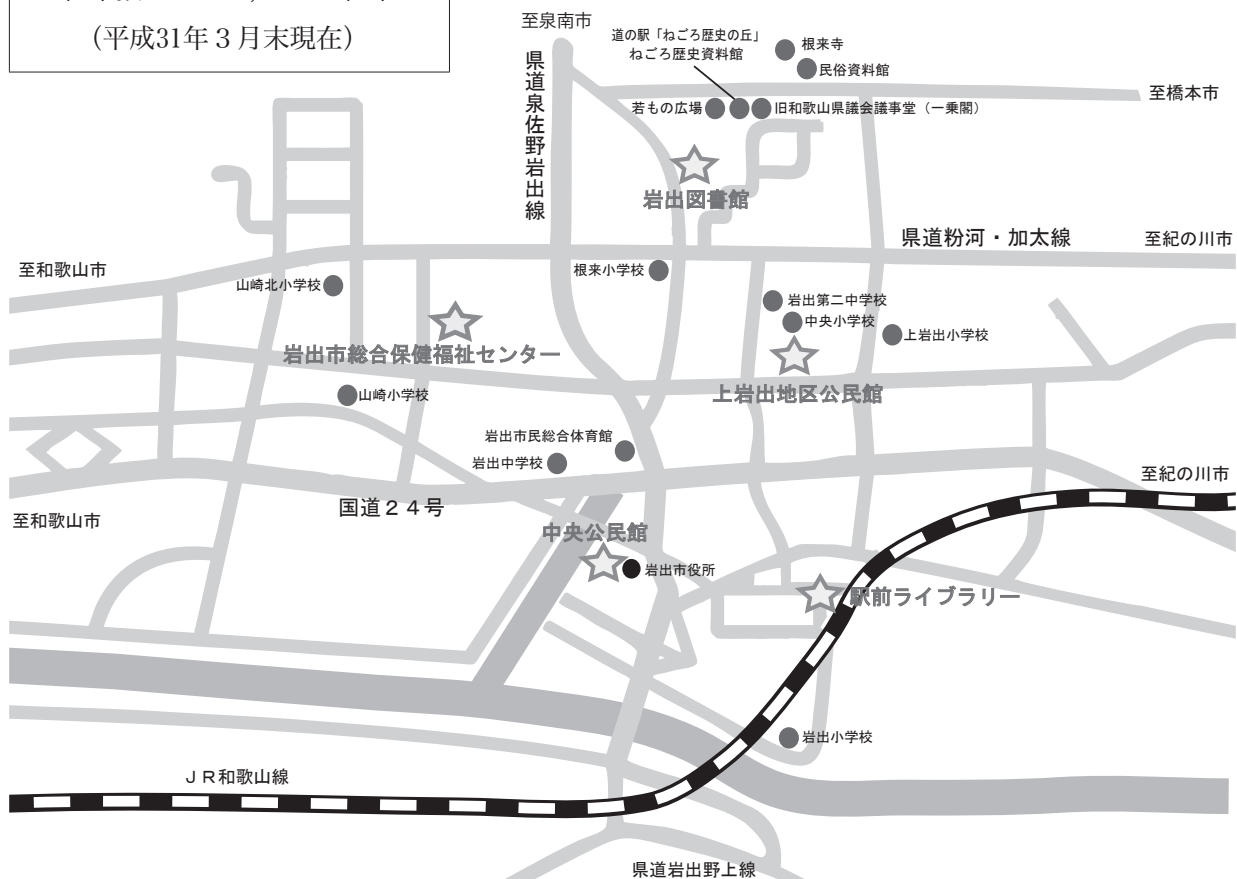 （平成31年３月末現在）
至泉南市
道の駅「ねごろ歴史の丘」
ねごろ歴史資料館
根来寺
民俗資料館
至橋本市
県道泉佐野岩出線
若もの広場
旧和歌山県議会議事堂（一乗閣）
岩出図書館
県道粉河・加太線
至紀の川市
至和歌山市
山崎北小学校
根来小学校
岩出第二中学校
中央小学校
上岩出小学校
岩出市総合保健福祉センター
上岩出地区公民館
山崎小学校
岩出市民総合体育館
岩出中学校
至紀の川市
国道２４号
至和歌山市
中央公民館
岩出市役所
駅前ライブラリー
岩出小学校
ＪＲ和歌山線
県道岩出野上線